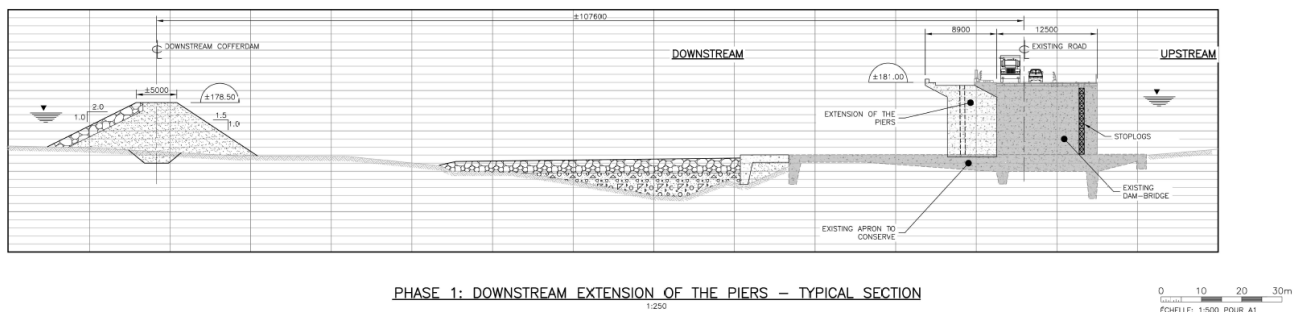 ±107600
8900
12500
DOWNSTREAM COFFERDAM
DOWNSTREAM
EXISTING ROAD
UPSTREAM
±5000
±178.50
±181.00
2.0
1.0
1.5
1.0
EXTENSION OF THE
PIERS
STOPLOGS
EXISTING
DAM-BRIDGE
EXISTING APRON TO
CONSERVE
PHASE 1: DOWNSTREAM EXTENSION OF THE PIERS – TYPICAL SECTION
1:250
0 10 20 30m
ÉCHELLE: 1:500 POUR A1